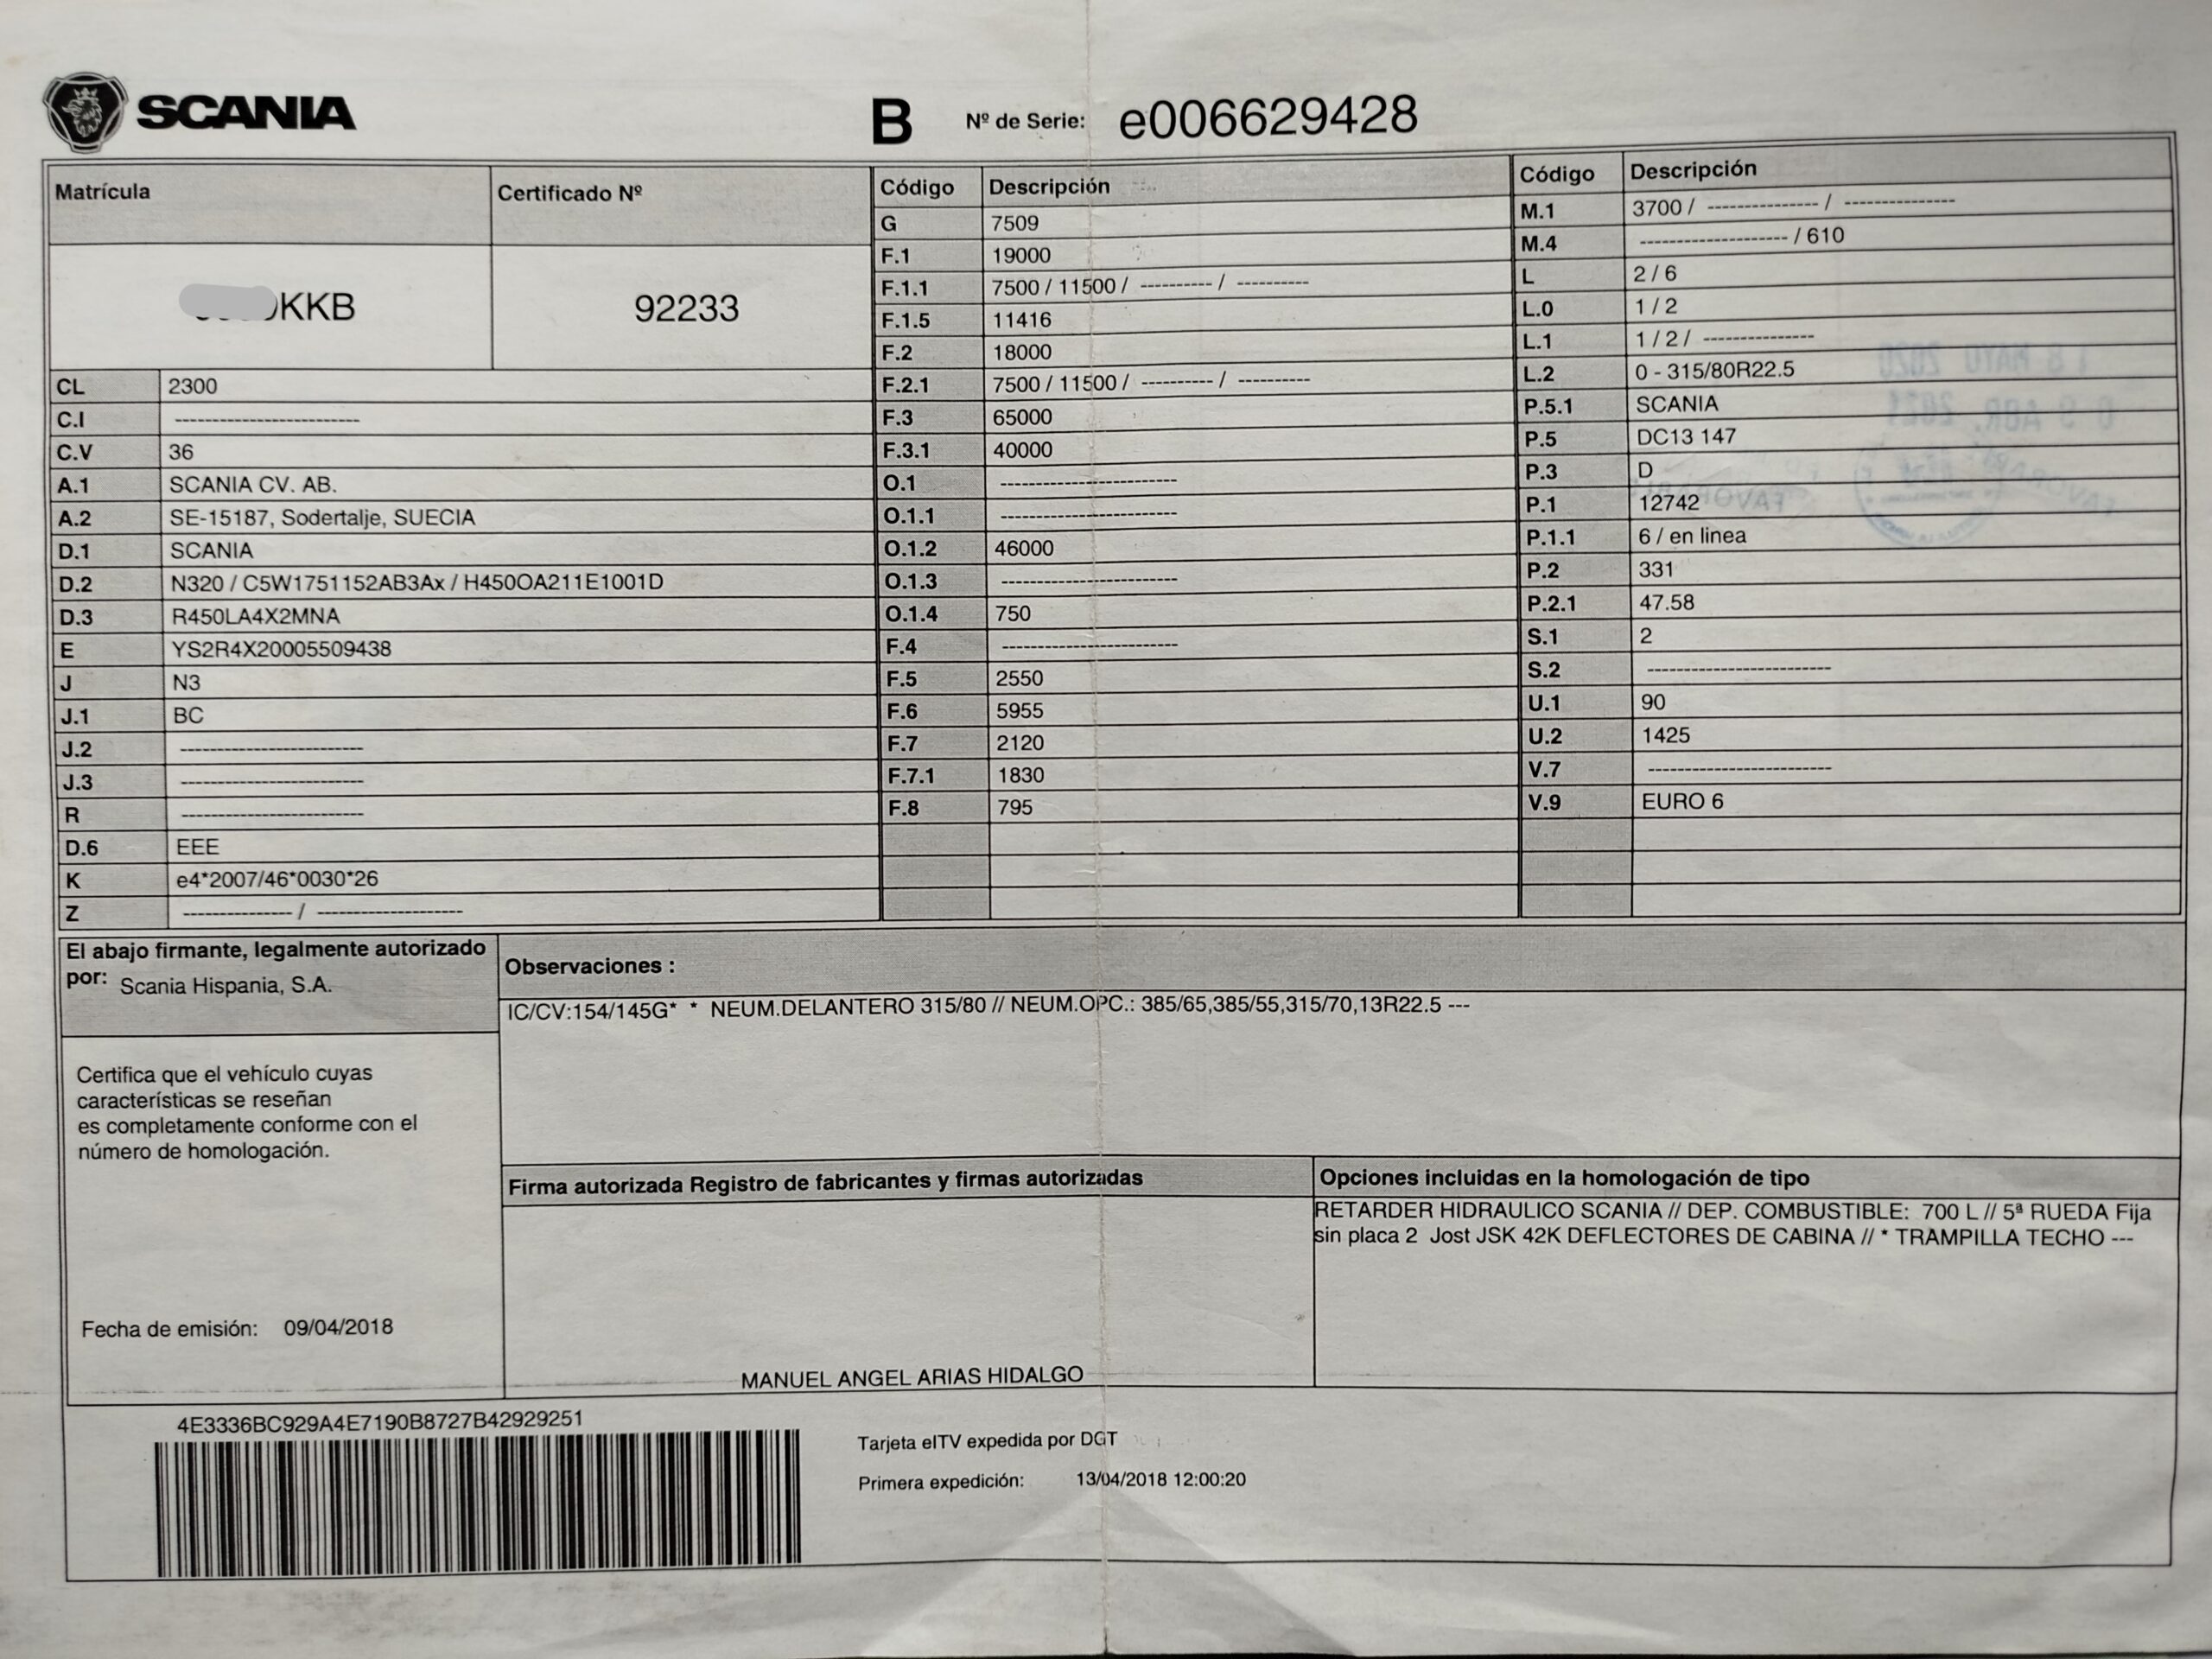 SCANIA
B Nº de Serie: e006629428
Matrícula Certificado Nº
KKB 92233
CL 2300
C.I ------------------------
C.V 36
A.1 SCANIA CV. AB.
A.2 SE-15187, Sodertalje, SUECIA
D.1 SCANIA
D.2 N320 / C5W1751152AB3Ax / H450OA211E1001D
D.3 R450LA4X2MNA
E YS2R4X20005509438
J N3
J.1 BC
J.2 ------------------------
J.3 ------------------------
R ------------------------
D.6 EEE
K e4*2007/46*0030*26
Z -------------- / -------------------
Código Descripción
G 7509
F.1 19000
F.1.1 7500 / 11500 / ---------- / ----------
F.1.5 11416
F.2 18000
F.2.1 7500 / 11500 / ---------- / ----------
F.3 65000
F.3.1 40000
O.1 ------------------------
O.1.1 ------------------------
O.1.2 46000
O.1.3 ------------------------
O.1.4 750
F.4 ------------------------
F.5 2550
F.6 5955
F.7 2120
F.7.1 1830
F.8 795
Código Descripción
M.1 3700 / --------------- / ---------------
M.4 -------------------- / 610
L 2 / 6
L.0 1 / 2
L.1 1 / 2 / ---------------
L.2 0 - 315/80R22.5
P.5.1 SCANIA
P.5 DC13 147
P.3 D
P.1 12742
P.1.1 6 / en linea
P.2 331
P.2.1 47.58
S.1 2
S.2 ------------------------
U.1 90
U.2 1425
V.7 ------------------------
V.9 EURO 6
18 MAYO 2020
09 ABR. 2021
FAVORABLE
El abajo firmante, legalmente autorizado
por: Scania Hispania, S.A.
Certifica que el vehículo cuyas
características se reseñan
es completamente conforme con el
número de homologación.
Fecha de emisión: 09/04/2018
Observaciones :
IC/CV:154/145G* * NEUM.DELANTERO 315/80 // NEUM.OPC.: 385/65,385/55,315/70,13R22.5 ---
Firma autorizada Registro de fabricantes y firmas autorizadas
MANUEL ANGEL ARIAS HIDALGO
Opciones incluidas en la homologación de tipo
RETARDER HIDRAULICO SCANIA // DEP. COMBUSTIBLE: 700 L // 5ª RUEDA Fija
sin placa 2 Jost JSK 42K DEFLECTORES DE CABINA // * TRAMPILLA TECHO ---
4E3336BC929A4E7190B8727B42929251
Tarjeta eITV expedida por DGT
Primera expedición: 13/04/2018 12:00:20